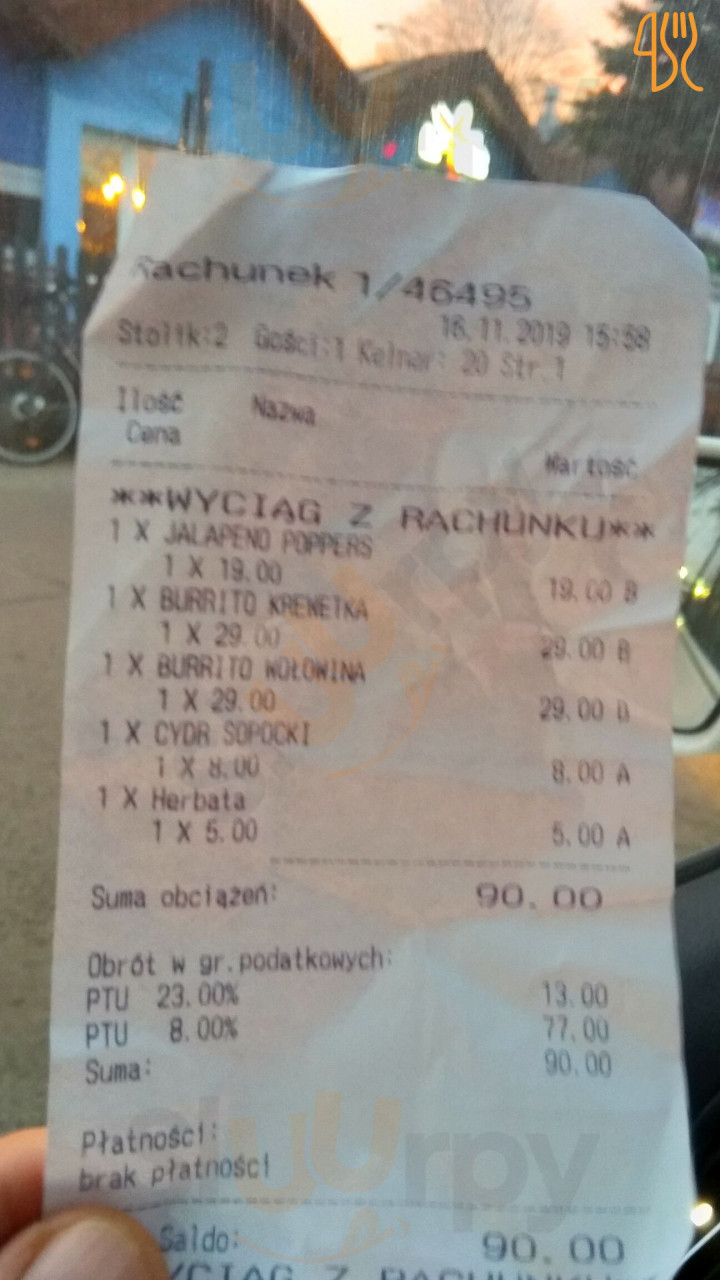 Rachunek 1/46495
16.11.2019 15:58
Stolik:2 Gości:1 Kelner: 20 Str.1
Ilość Nazwa
Cena
Wartość
**WYCIĄG Z RACHUNKU**
1 X JALAPENO POPPERS
1 X 19.00 19.00 B
1 X BURRITO KREWETKA
1 X 29.00 29.00 B
1 X BURRITO WOŁOWINA
1 X 29.00 29.00 B
1 X CYDR SOPOCKI
1 X 8.00 8.00 A
1 X Herbata
1 X 5.00 5.00 A
Suma obciążeń: 90.00
Obrót w gr.podatkowych:
PTU 23.00% 13.00
PTU 8.00% 77.00
Suma: 90.00
Płatności:
brak płatności
Saldo: 90.00
WYCIĄG Z RACHUNKU
sluurpy